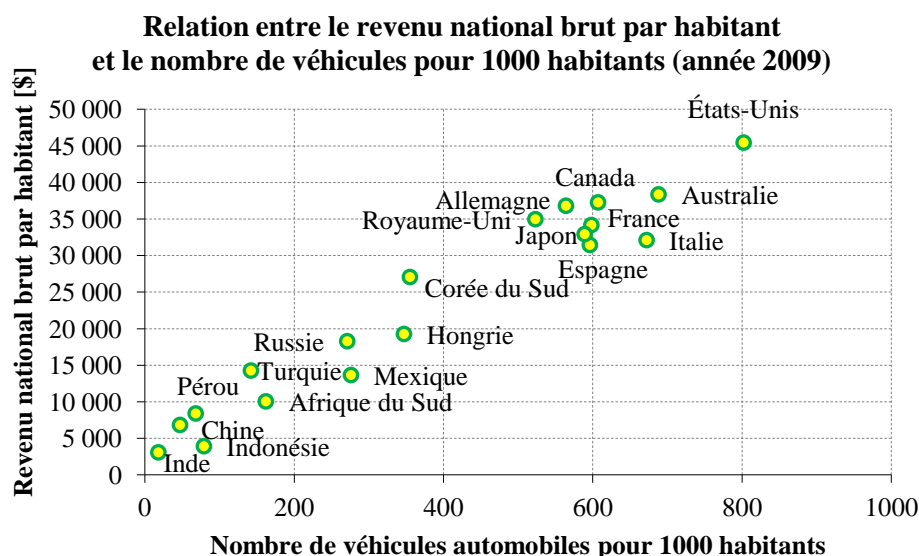 Relation entre le revenu national brut par habitant
et le nombre de véhicules pour 1000 habitants (année 2009)
Revenu national brut par habitant [$]
50 000
45 000
40 000
35 000
30 000
25 000
20 000
15 000
10 000
5 000
0
États-Unis
Canada
Allemagne
Australie
Royaume-Uni
France
Japon
Italie
Espagne
Corée du Sud
Russie
Hongrie
Turquie
Mexique
Pérou
Afrique du Sud
Chine
Indonésie
Inde
0
200
400
600
800
1000
Nombre de véhicules automobiles pour 1000 habitants